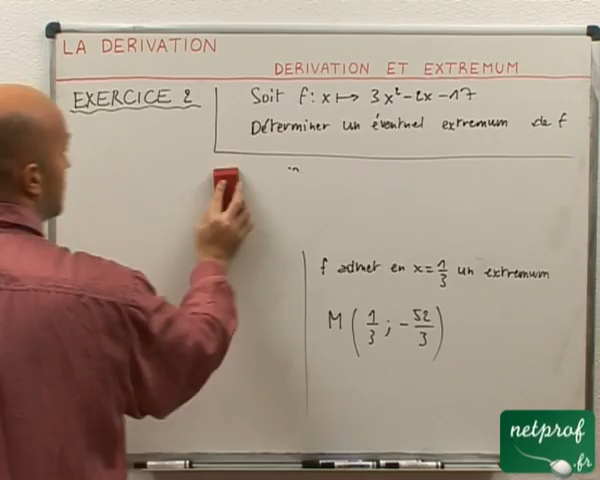 LA DERIVATION
DERIVATION ET EXTREMUM
EXERCICE 2
Soit f: x ↦ 3x² - 2x - 17
Déterminer un éventuel extremum de f
f admet en x = 1/3 un extremum
M ( 1/3 ; - 52/3 )
netprof
.fr